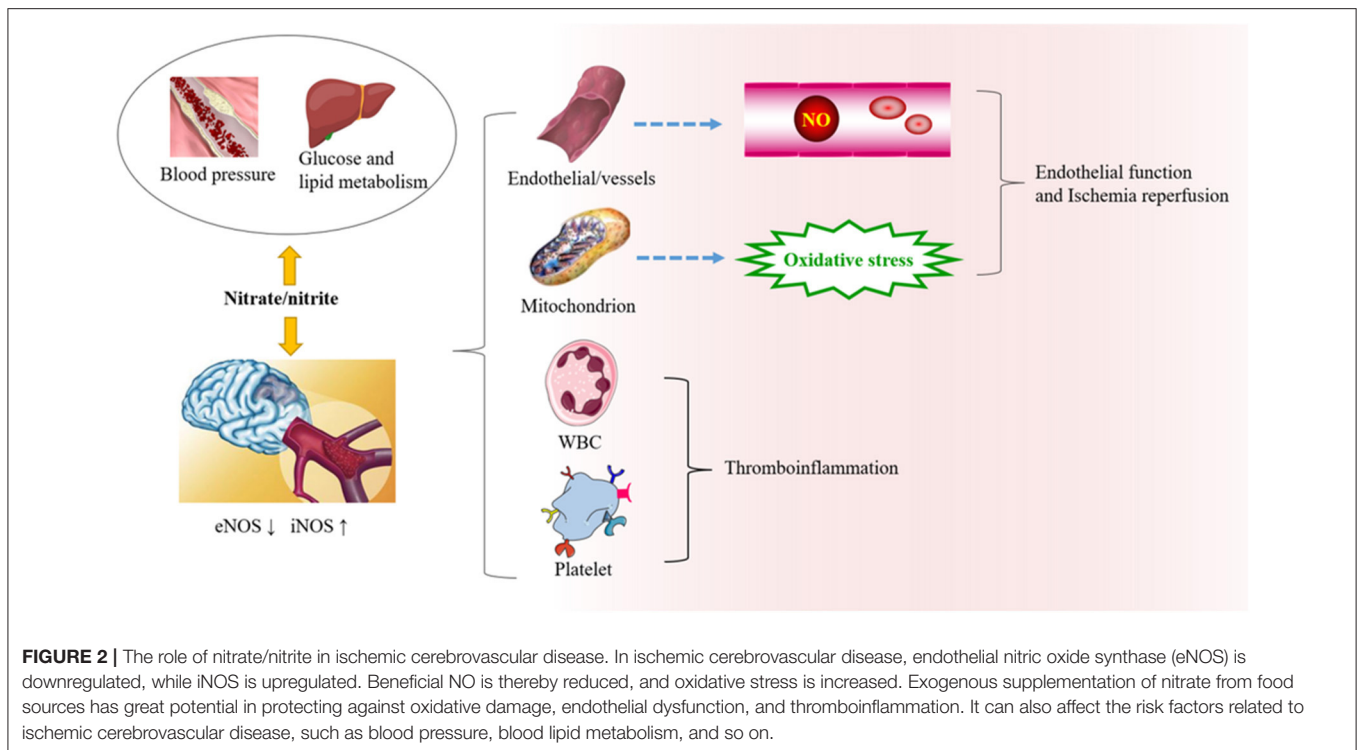 Blood pressure
Glucose and
lipid metabolism
Nitrate/nitrite
eNOS ↓ iNOS ↑
Endothelial/vessels
NO
Mitochondrion
Oxidative stress
Endothelial function
and Ischemia reperfusion
WBC
Platelet
Thromboinflammation
FIGURE 2 | The role of nitrate/nitrite in ischemic cerebrovascular disease. In ischemic cerebrovascular disease, endothelial nitric oxide synthase (eNOS) is
downregulated, while iNOS is upregulated. Beneficial NO is thereby reduced, and oxidative stress is increased. Exogenous supplementation of nitrate from food
sources has great potential in protecting against oxidative damage, endothelial dysfunction, and thromboinflammation. It can also affect the risk factors related to
ischemic cerebrovascular disease, such as blood pressure, blood lipid metabolism, and so on.